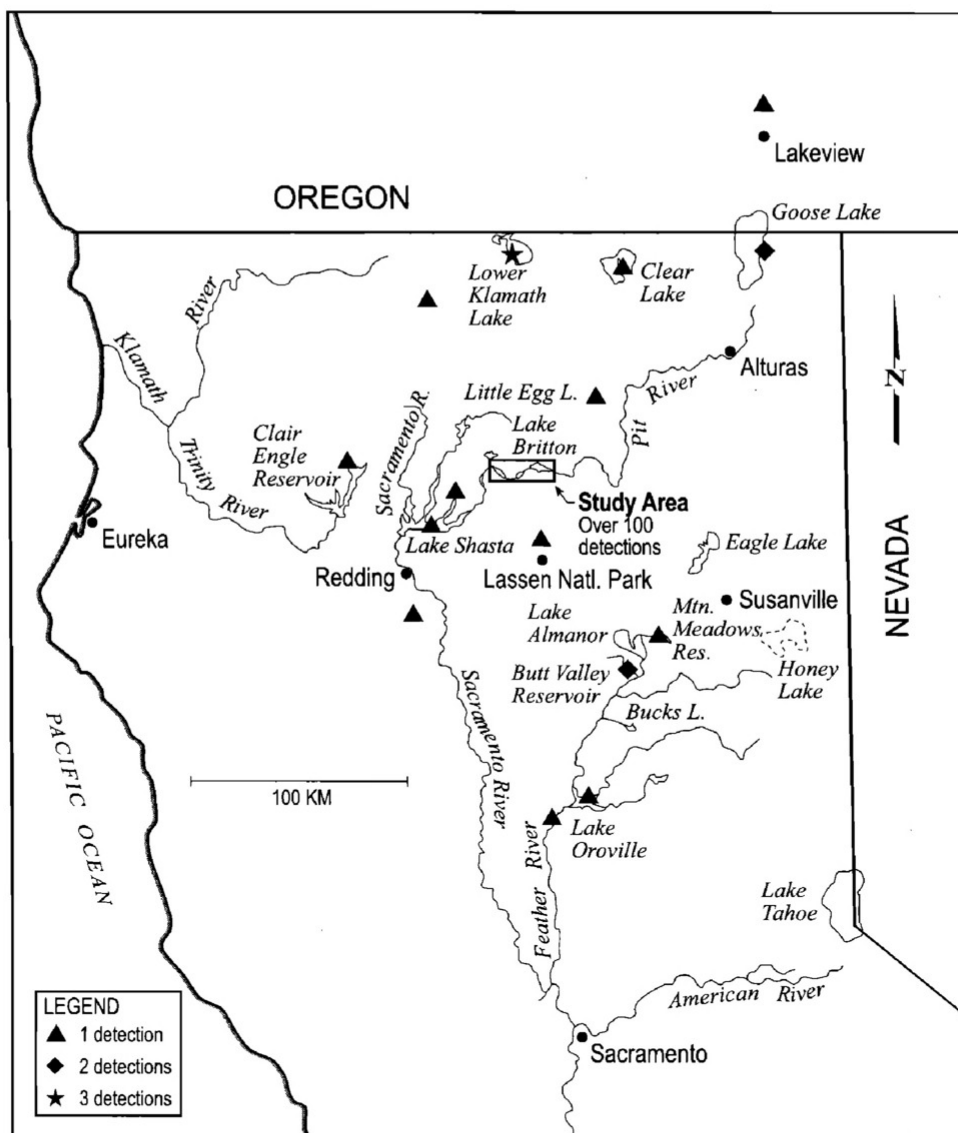 Lakeview
OREGON
Goose Lake
Lower
Klamath
Lake
Clear
Lake
River
Klamath
Alturas
River
Pit
Little Egg L.
Lake
Britton
Sacramento R.
Clair
Engle
Reservoir
Trinity River
Study Area
Over 100
detections
Eureka
Lake Shasta
Eagle Lake
Redding
Lassen Natl. Park
Susanville
NEVADA
N
Lake
Almanor
Mtn.
Meadows
Res.
Honey
Lake
Butt Valley
Reservoir
Bucks L.
Sacramento River
PACIFIC OCEAN
100 KM
Lake
Oroville
Feather River
Lake
Tahoe
American River
Sacramento
LEGEND
1 detection
2 detections
3 detections